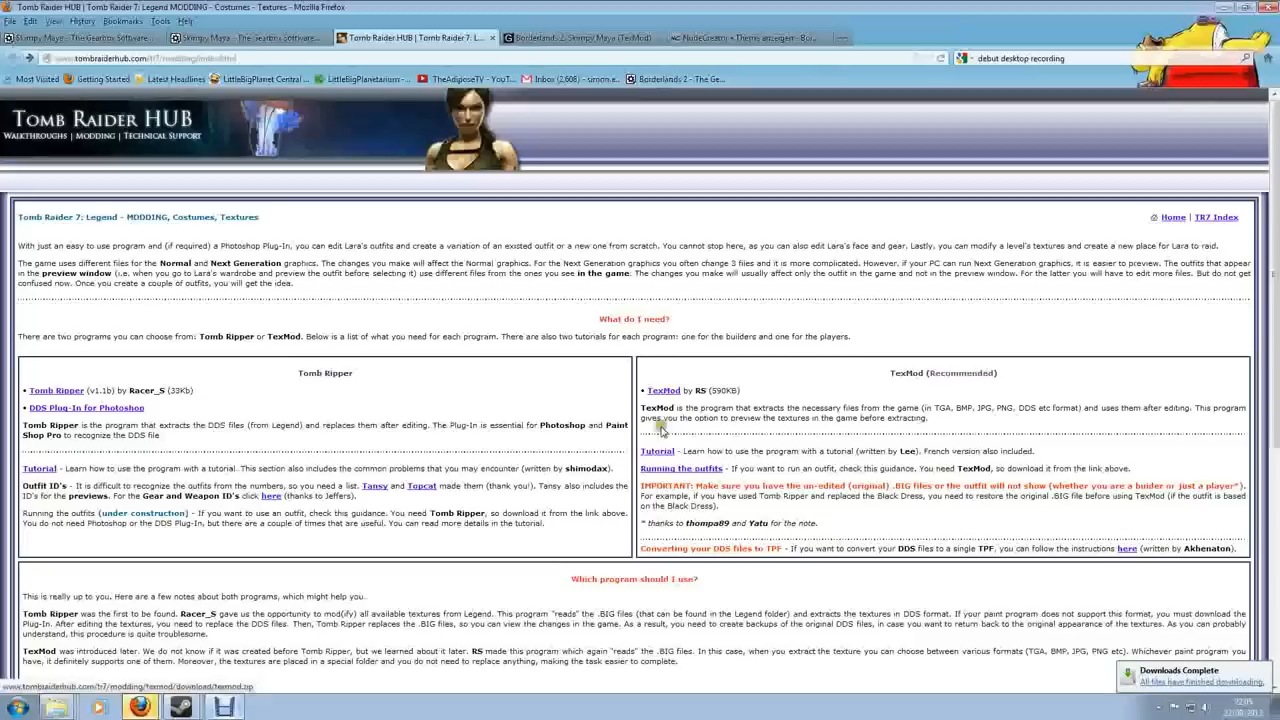 Tomb Raider HUB | Tomb Raider 7: Legend MODDING - Costumes - Textures - Mozilla Firefox
File Edit View History Bookmarks Tools Help
Skimpy Maya - The Gearbox Software ... Skimpy Maya - The Gearbox Software ... Tomb Raider HUB | Tomb Raider 7: L... × Borderlands 2, Skimpy Maya (TexMod)
www.tombraiderhub.com/tr7/modding/
debut desktop recording
Most Visited Getting Started Latest Headlines LittleBigPlanet Central ... LittleBigPlanetarium - ... TheAdiposeTV - YouT... Inbox (2,608) - simon.e... Borderlands 2 - The Ge...
TOMB RAIDER HUB
WALKTHROUGHS | MODDING | TECHNICAL SUPPORT
Tomb Raider 7: Legend - MODDING, Costumes, Textures
Home | TR7 Index
With just an easy to use program and (if required) a Photoshop Plug-In, you can edit Lara's outfits and create a variation of an existed outfit or a new one from scratch. You cannot stop here, as you can also edit Lara's face and gear. Lastly, you can modify a level's textures and create a new place for Lara to raid.
The game uses different files for the Normal and Next Generation graphics. The changes you make will affect the Normal graphics. For the Next Generation graphics you often change 3 files and it is more complicated. However, if your PC can run Next Generation graphics, it is easier to preview. The outfits that appear
in the preview window (i.e. when you go to Lara's wardrobe and preview the outfit before selecting it) use different files from the ones you see in the game. The changes you make will usually affect only the outfit in the game and not in the preview window. For the latter you will have to edit more files. But do not get
confused now. Once you create a couple of outfits, you will get the idea.
What do I need?
There are two programs you can choose from: Tomb Ripper or TexMod. Below is a list of what you need for each program. There are also two tutorials for each program: one for the builders and one for the players.
Tomb Ripper
• Tomb Ripper (v1.1b) by Racer_S (33Kb)
• DDS Plug-In for Photoshop
Tomb Ripper is the program that extracts the DDS files (from Legend) and replaces them after editing. The Plug-In is essential for Photoshop and Paint
Shop Pro to recognize the DDS file
Tutorial - Learn how to use the program with a tutorial. This section also includes the common problems that you may encounter (written by shimodax).
Outfit ID's - It is difficult to recognize the outfits from the numbers, so you need a list. Tansy and Topcat made them (thank you!). Tansy also includes the
ID's for the previews. For the Gear and Weapon ID's click here (thanks to Jeffers).
Running the outfits (under construction) - If you want to use an outfit, check this guidance. You need Tomb Ripper, so download it from the link above.
You do not need Photoshop or the DDS Plug-In, but there are a couple of times that are useful. You can read more details in the tutorial.
TexMod (Recommended)
• TexMod by RS (590KB)
TexMod is the program that extracts the necessary files from the game (in TGA, BMP, JPG, PNG, DDS etc format) and uses them after editing. This program
gives you the option to preview the textures in the game before extracting.
Tutorial - Learn how to use the program with a tutorial (written by Lee). French version also included.
Running the outfits - If you want to run an outfit, check this guidance. You need TexMod, so download it from the link above.
IMPORTANT: Make sure you have the un-edited (original) .BIG files or the outfit will not show (whether you are a buider or just a player*).
For example, if you have used Tomb Ripper and replaced the Black Dress, you need to restore the original .BIG file before using TexMod (if the outfit is based
on the Black Dress).
* thanks to thompa89 and Yatu for the note.
Converting your DDS files to TPF - If you want to convert your DDS files to a single TPF, you can follow the instructions here (written by Akhenaton).
Which program should I use?
This is really up to you. Here are a few notes about both programs, which might help you.
Tomb Ripper was the first to be found. Racer_S gave us the opportunity to mod(ify) all available textures from Legend. This program "reads" the .BIG files (that can be found in the Legend folder) and extracts the textures in DDS format. If your paint program does not support this format, you must download the
Plug-In. After editing the textures, you need to replace the DDS files. Then, Tomb Ripper replaces the .BIG files, so you can view the changes in the game. As a result, you need to create backups of the original DDS files, in case you want to return back to the original appearance of the textures. As you can probably
understand, this procedure is quite troublesome.
TexMod was introduced later. We do not know if it was created before Tomb Ripper, but we learned about it later. RS made this program which again "reads" the .BIG files. In this case, when you extract the texture you can choose between various formats (TGA, BMP, JPG, PNG etc). Whichever paint program you
have, it definitely supports one of them. Moreover, the textures are placed in a special folder and you do not need to replace anything, making the task easier to complete.
Downloads Complete
All files have finished downloading.
www.tombraiderhub.com/tr7/modding/texmod/download/texmod.zip
22:05